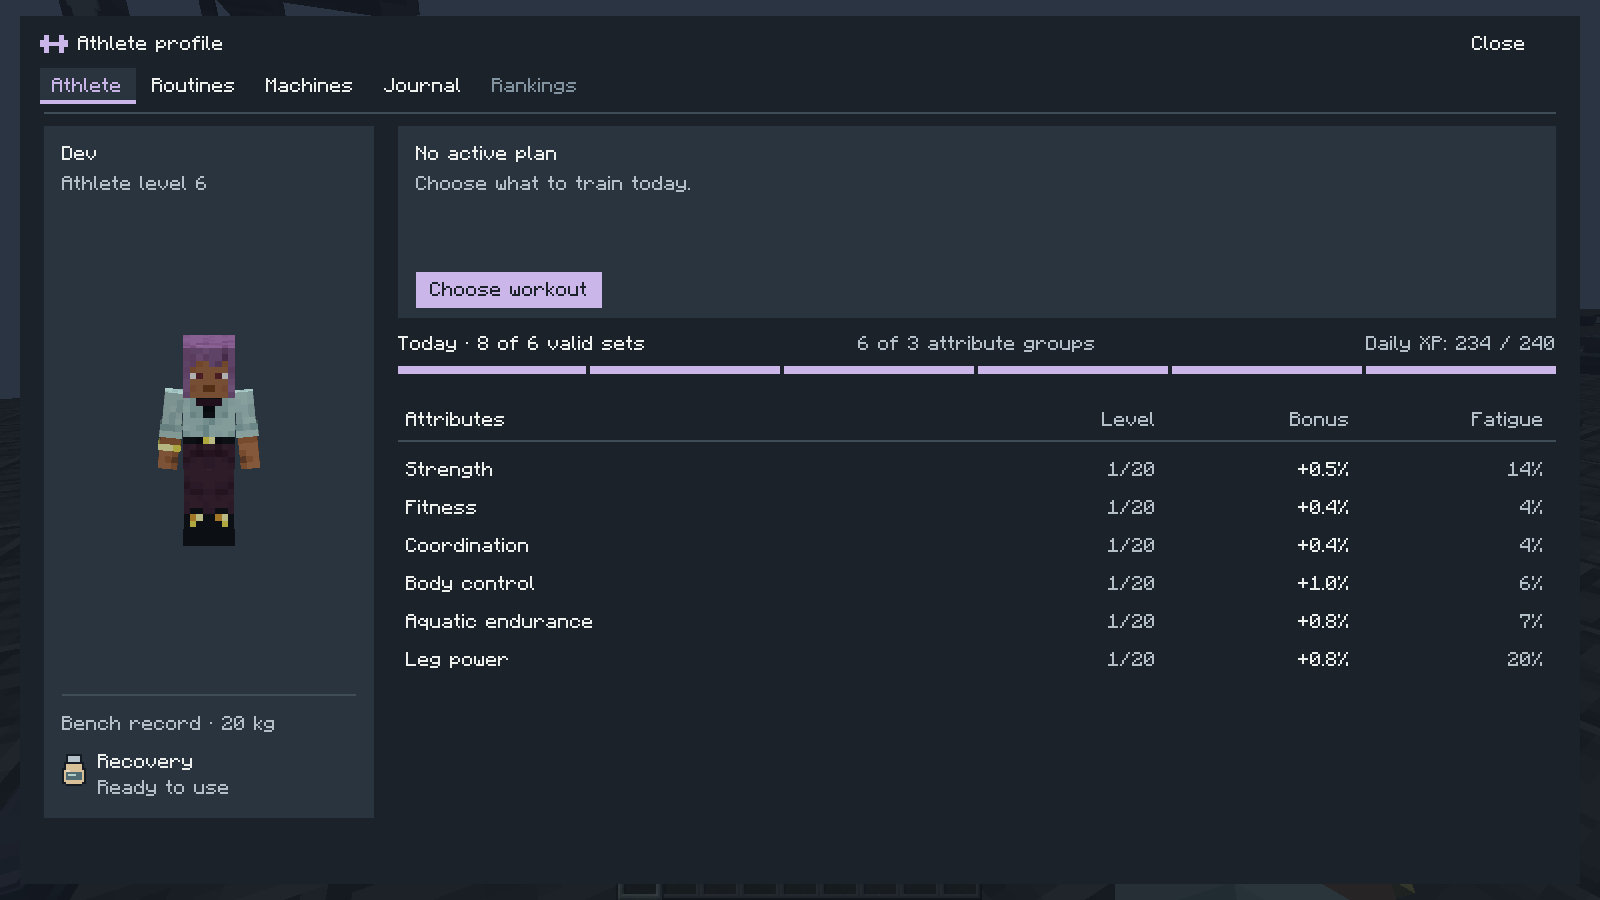 Athlete profile
Close
Athlete Routines Machines Journal Rankings
Dev
Athlete level 6
No active plan
Choose what to train today.
Choose workout
Today · 8 of 6 valid sets 6 of 3 attribute groups Daily XP: 234 / 240
Attributes Level Bonus Fatigue
Strength 1/20 +0.5% 14%
Fitness 1/20 +0.4% 4%
Coordination 1/20 +0.4% 4%
Body control 1/20 +1.0% 6%
Aquatic endurance 1/20 +0.8% 7%
Leg power 1/20 +0.8% 20%
Bench record · 20 kg
Recovery
Ready to use